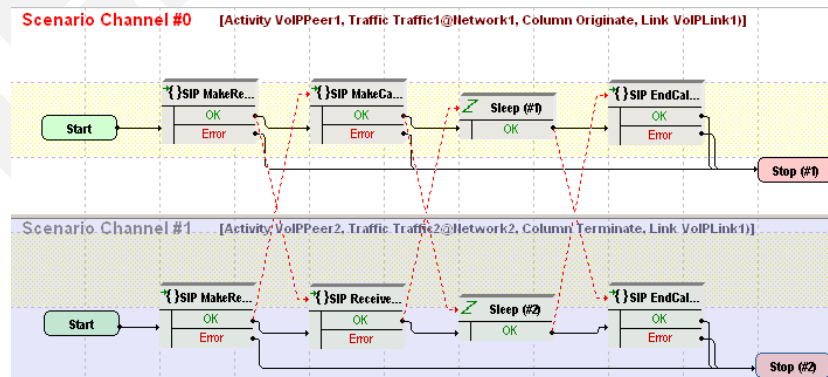 Scenario Channel #0 [Activity VoIPPeer1, Traffic Traffic1@Network1, Column Originate, Link VoIPLink1)]
{}SIP MakeRe... {}SIP MakeCa... Sleep (#1) {}SIP EndCal...
OK OK OK OK
Start Error Error Error
Stop (#1)
Scenario Channel #1 [Activity VoIPPeer2, Traffic Traffic2@Network2, Column Terminate, Link VoIPLink1)]
{}SIP MakeRe... {}SIP Receive... Sleep (#2) {}SIP EndCal...
Start OK OK OK OK
Error Error Error
Stop (#2)